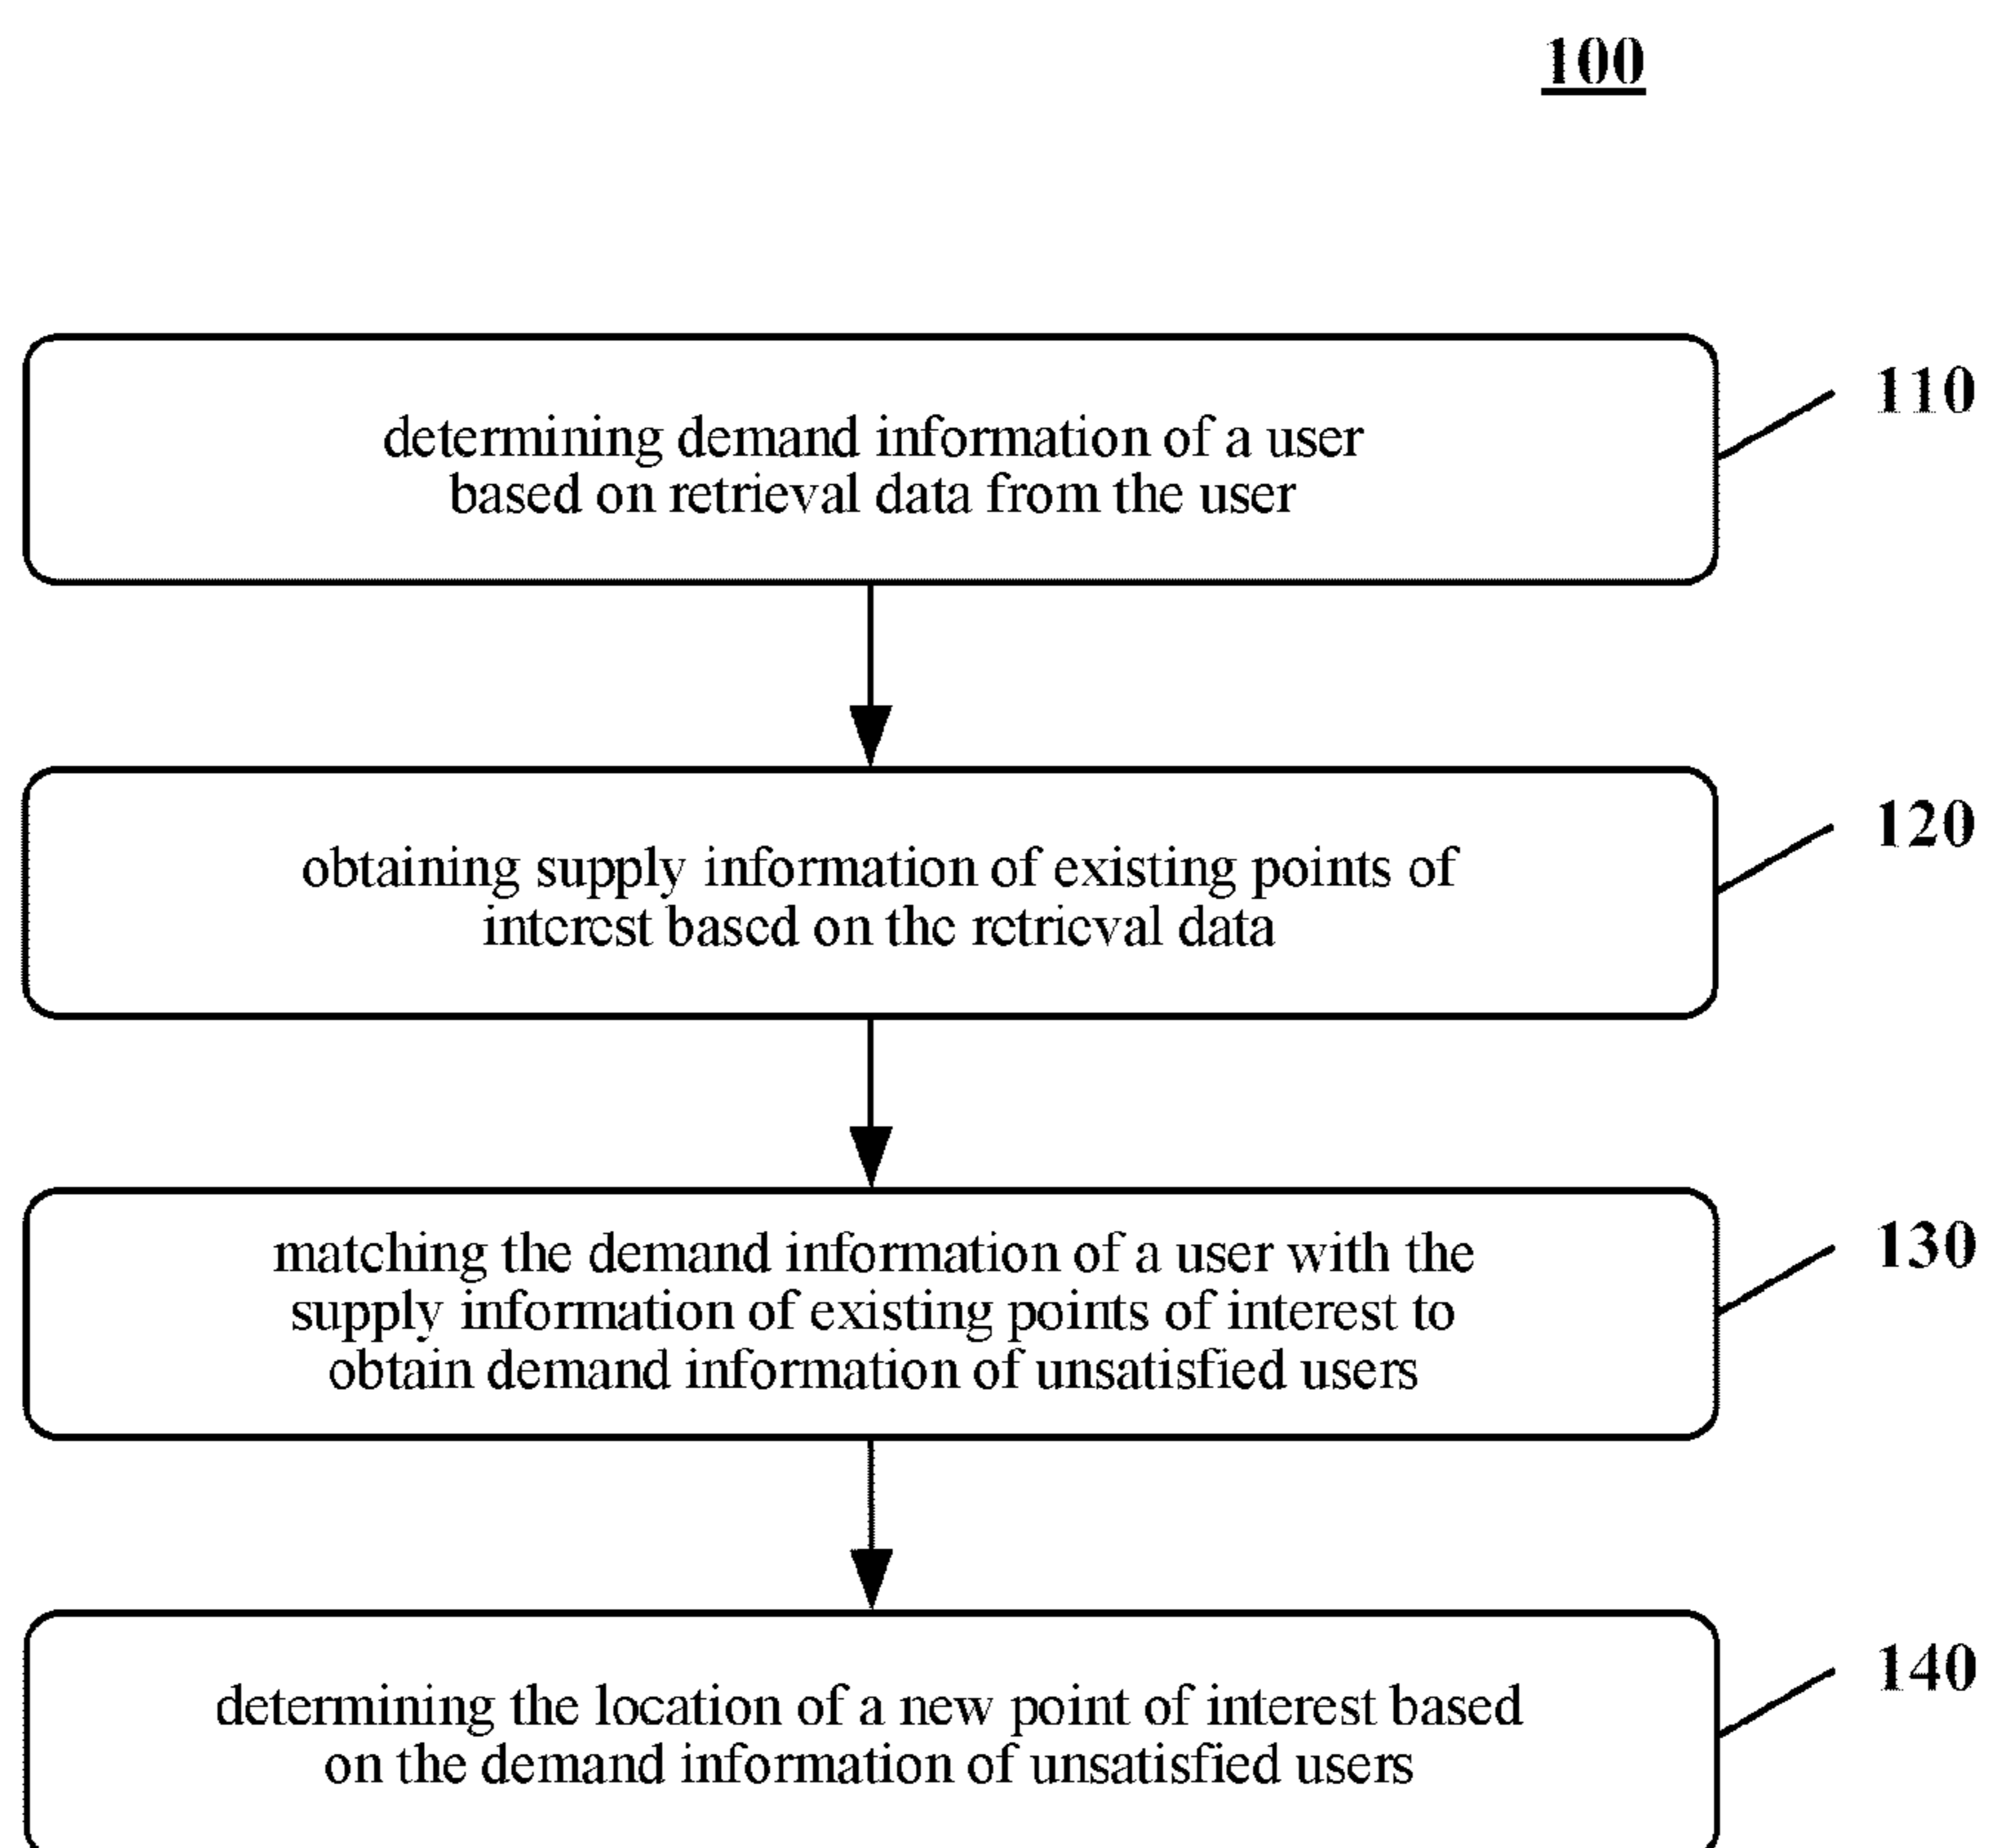 100
determining demand information of a user
based on retrieval data from the user
110
obtaining supply information of existing points of
interest based on the retrieval data
120
matching the demand information of a user with the
supply information of existing points of interest to
obtain demand information of unsatisfied users
130
determining the location of a new point of interest based
on the demand information of unsatisfied users
140